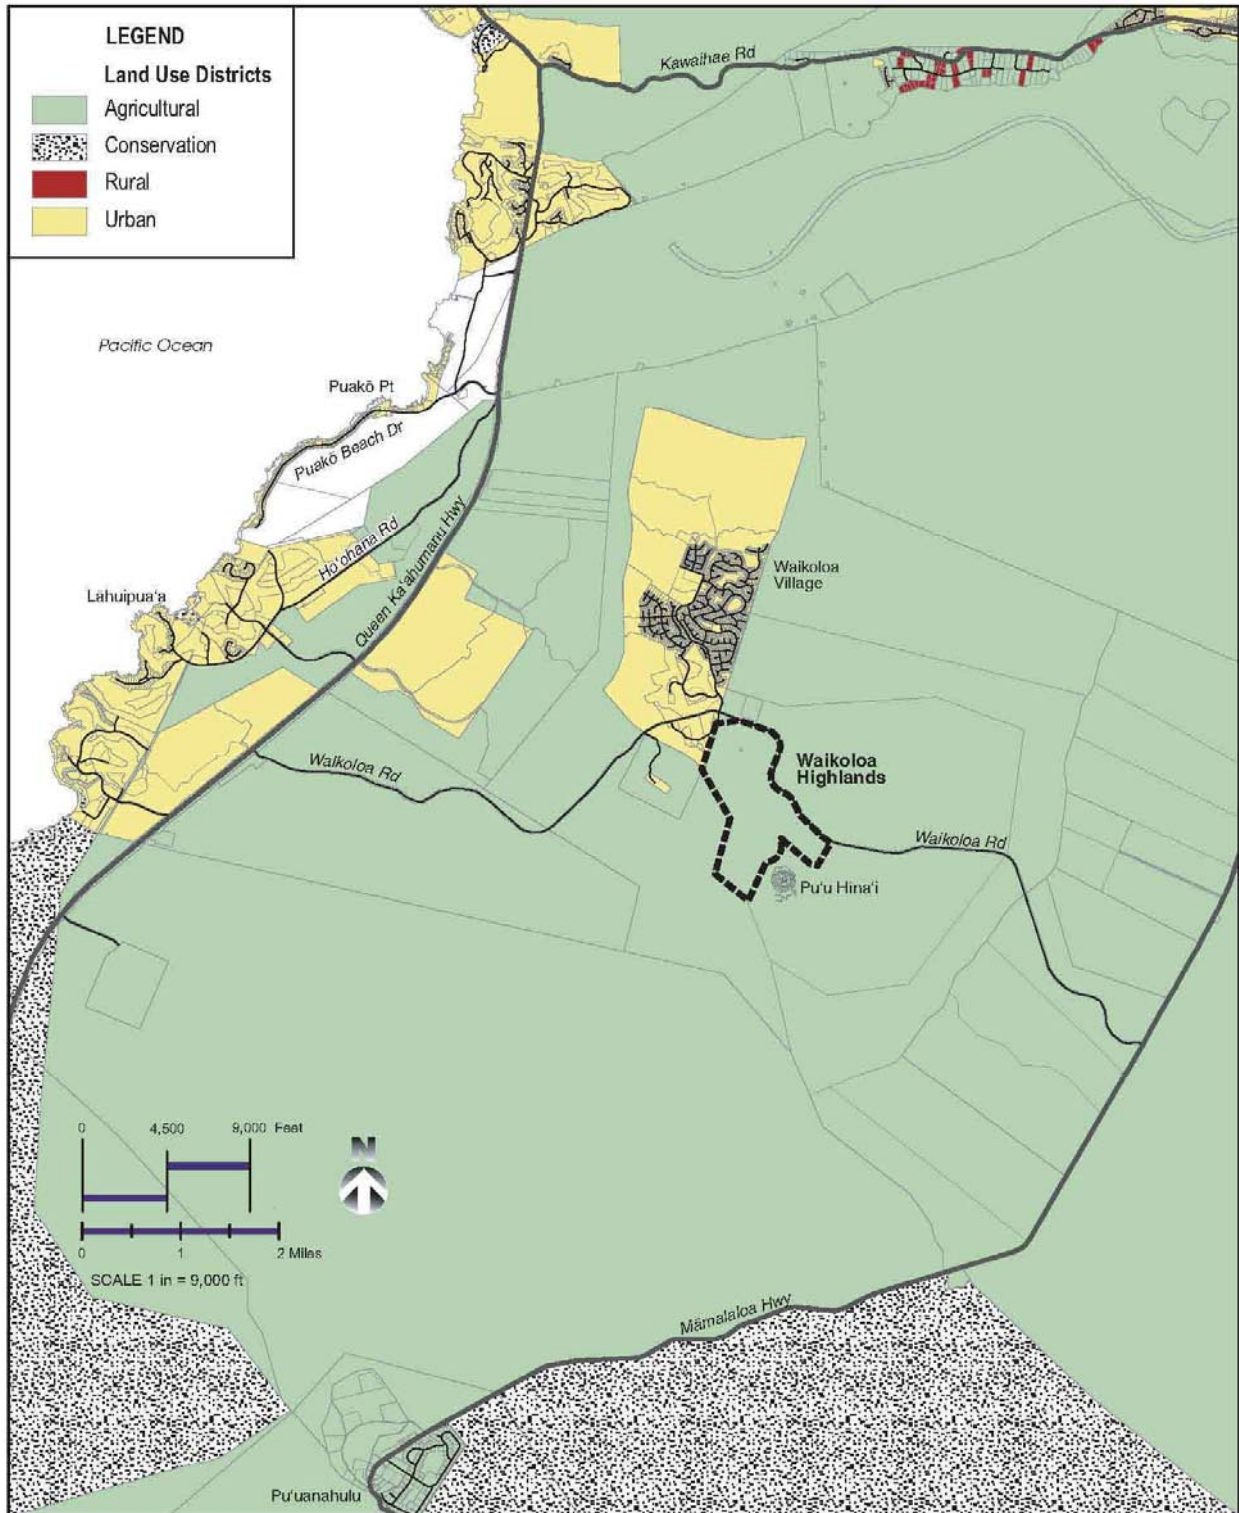 LEGEND
Land Use Districts
Agricultural
Conservation
Rural
Urban
Kawaihae Rd
Pacific Ocean
Puakō Pt
Puakō Beach Dr
Ho‘ohana Rd
Queen Ka‘ahumanu Hwy
Waikoloa
Village
Lāhuipua‘a
Waikoloa Rd
Waikoloa
Highlands
Waikoloa Rd
Pu‘u Hina‘i
0 4,500 9,000 Feet
N
0 1 2 Miles
SCALE 1 in = 9,000 ft
Māmalaloa Hwy
Pu‘uanahulu